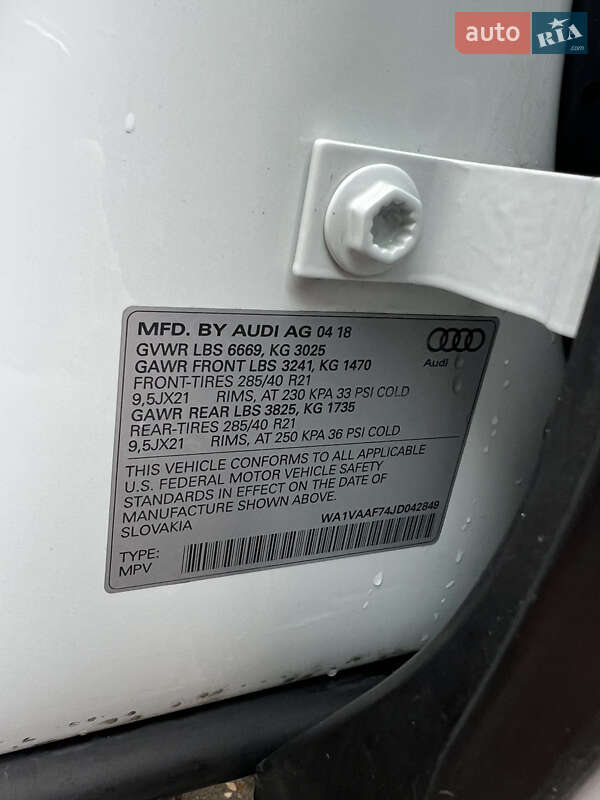 auto RIA.com
MFD. BY AUDI AG 04 18
GVWR LBS 6669, KG 3025
GAWR FRONT LBS 3241, KG 1470
FRONT-TIRES 285/40 R21
9,5JX21 RIMS, AT 230 KPA 33 PSI COLD
GAWR REAR LBS 3825, KG 1735
REAR-TIRES 285/40 R21
9,5JX21 RIMS, AT 250 KPA 36 PSI COLD
Audi
THIS VEHICLE CONFORMS TO ALL APPLICABLE
U.S. FEDERAL MOTOR VEHICLE SAFETY
STANDARDS IN EFFECT ON THE DATE OF
MANUFACTURE SHOWN ABOVE.
SLOVAKIA
WA1VAAF74JD042849
TYPE:
MPV